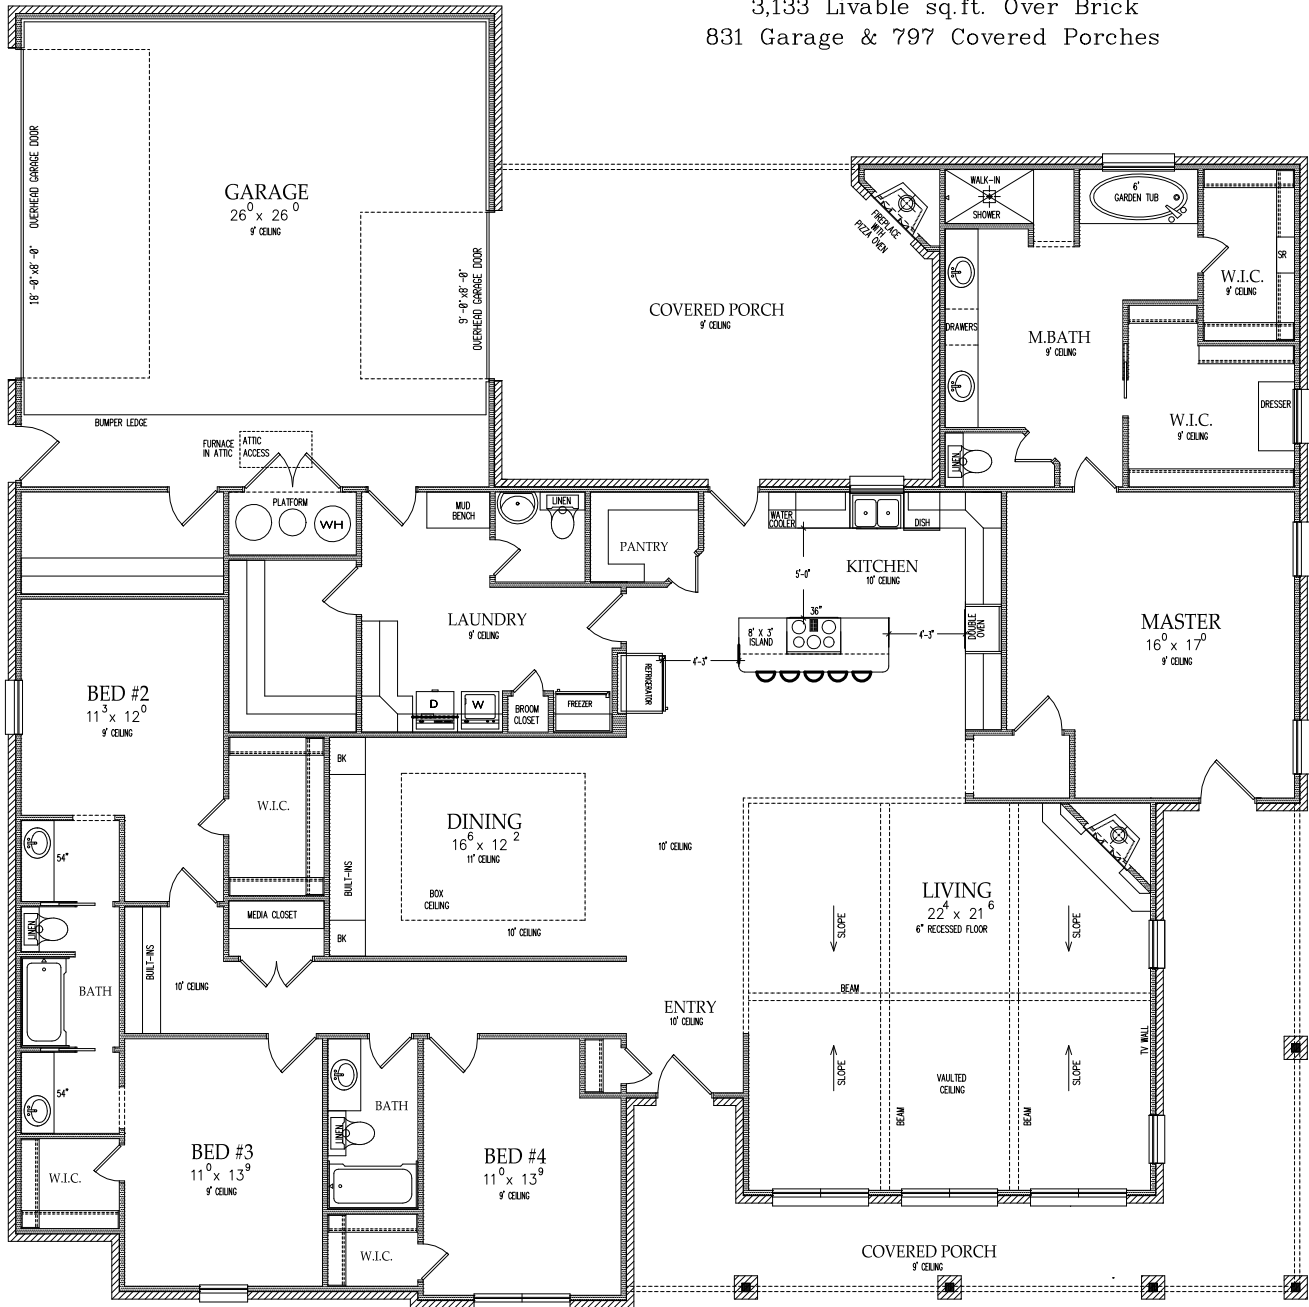 3,133 Livable sq.ft. Over Brick
831 Garage & 797 Covered Porches
18'-0"x8'-0" OVERHEAD GARAGE DOOR
GARAGE
26⁰ x 26⁰
9' CEILING
9'-0"x8'-0"
OVERHEAD GARAGE DOOR
BUMPER LEDGE
FURNACE
IN ATTIC
ATTIC
ACCESS
PLATFORM
WH
FIREPLACE
WITH
PIZZA OVEN
COVERED PORCH
9' CEILING
WALK-IN
SHOWER
6'
GARDEN TUB
SR
W.I.C.
9' CEILING
DRAWERS
M.BATH
9' CEILING
DRESSER
W.I.C.
9' CEILING
LINEN
MUD
BENCH
LINEN
PANTRY
WATER
COOLER
DISH
KITCHEN
10' CEILING
5'-0"
36"
8' X 3'
ISLAND
4'-3"
DOUBLE
OVEN
4'-3"
REFRIGERATOR
LAUNDRY
9' CEILING
D
W
BROOM
CLOSET
FREEZER
MASTER
16⁰ x 17⁰
9' CEILING
BED #2
11³ x 12⁰
9' CEILING
W.I.C.
BK
BUILT-INS
BK
DINING
16⁶ x 12²
11' CEILING
BOX
CEILING
10' CEILING
10' CEILING
54"
LINEN
BATH
54"
MEDIA CLOSET
BUILT-INS
10' CEILING
LIVING
22⁴ x 21⁶
6" RECESSED FLOOR
SLOPE
SLOPE
BEAM
ENTRY
10' CEILING
TV WALL
SLOPE
SLOPE
VAULTED
CEILING
BEAM
BEAM
BED #3
11⁰ x 13⁹
9' CEILING
W.I.C.
BATH
LINEN
BED #4
11⁰ x 13⁹
9' CEILING
W.I.C.
COVERED PORCH
9' CEILING